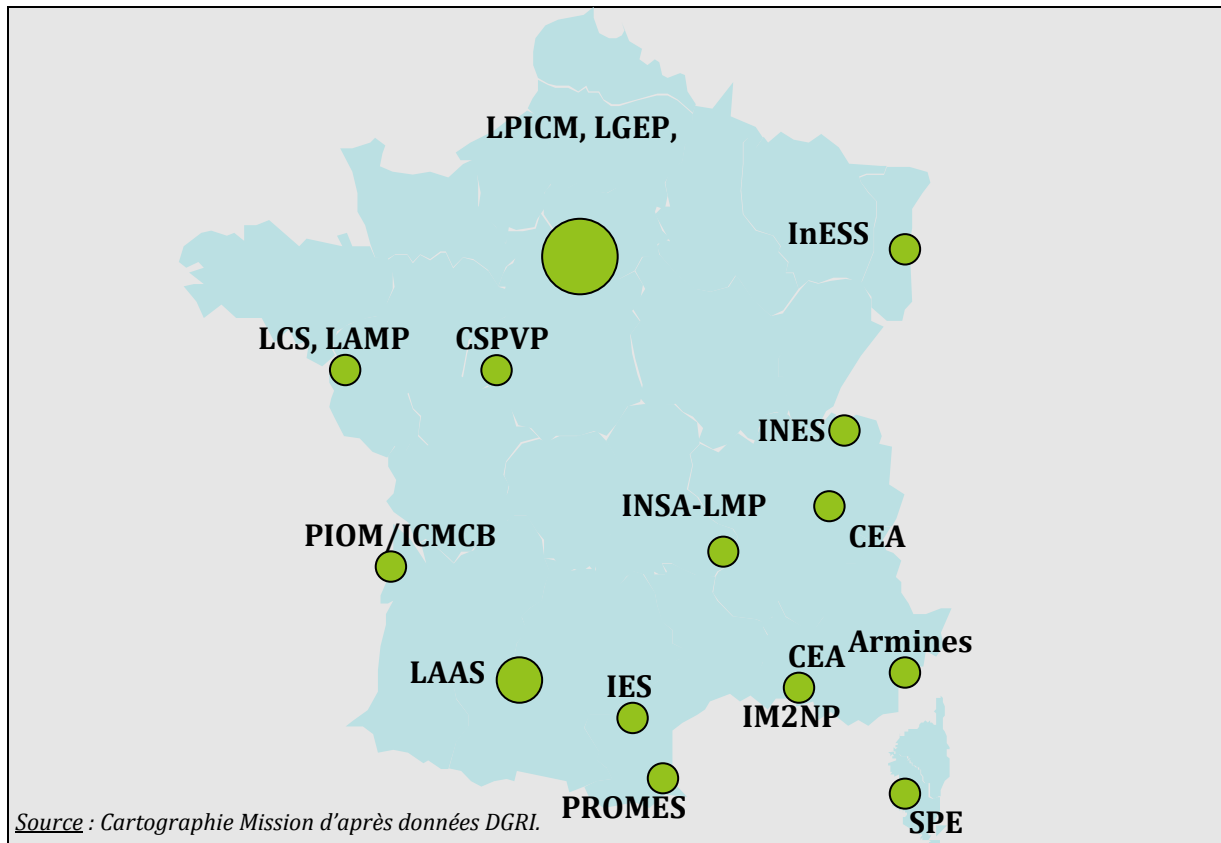 LPICM, LGEP,
InESS
LCS, LAMP
CSPVP
INES
INSA-LMP
CEA
PIOM/ICMCB
LAAS
IES
CEA
IM2NP
Armines
PROMES
SPE
Source : Cartographie Mission d'après données DGRI.